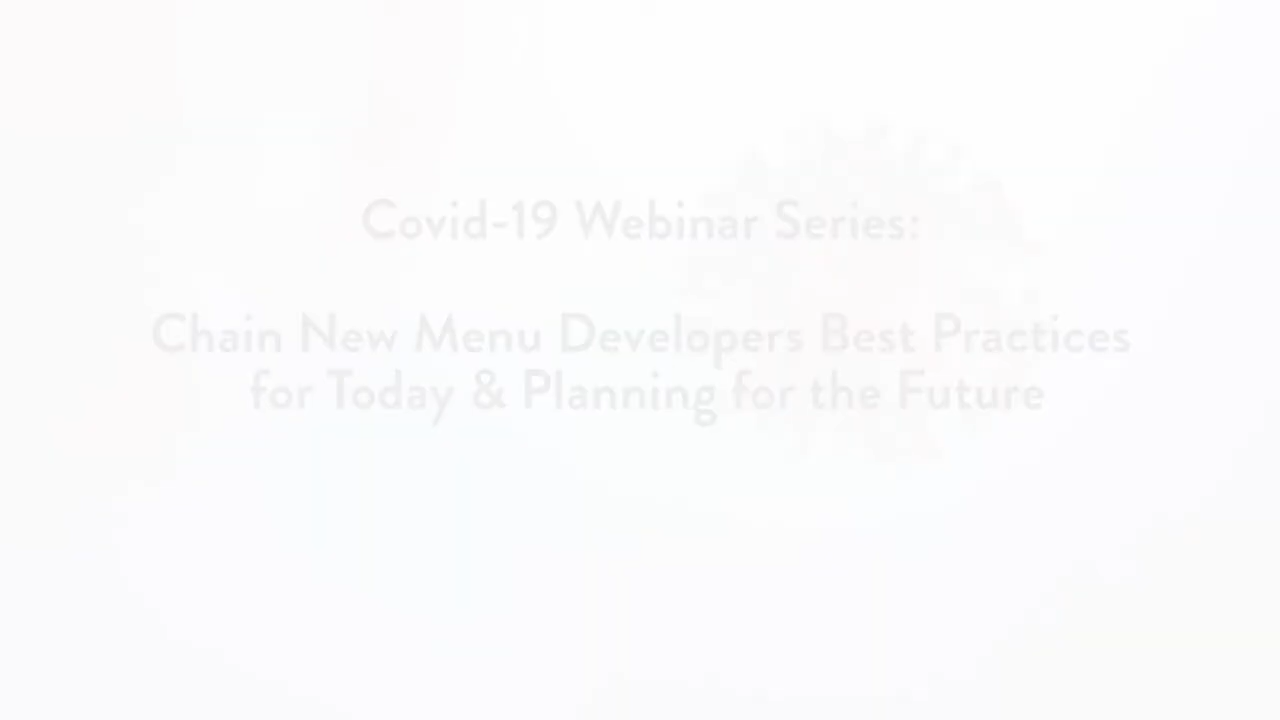 Covid-19 Webinar Series:
Chain New Menu Developers Best Practices
for Today & Planning for the Future